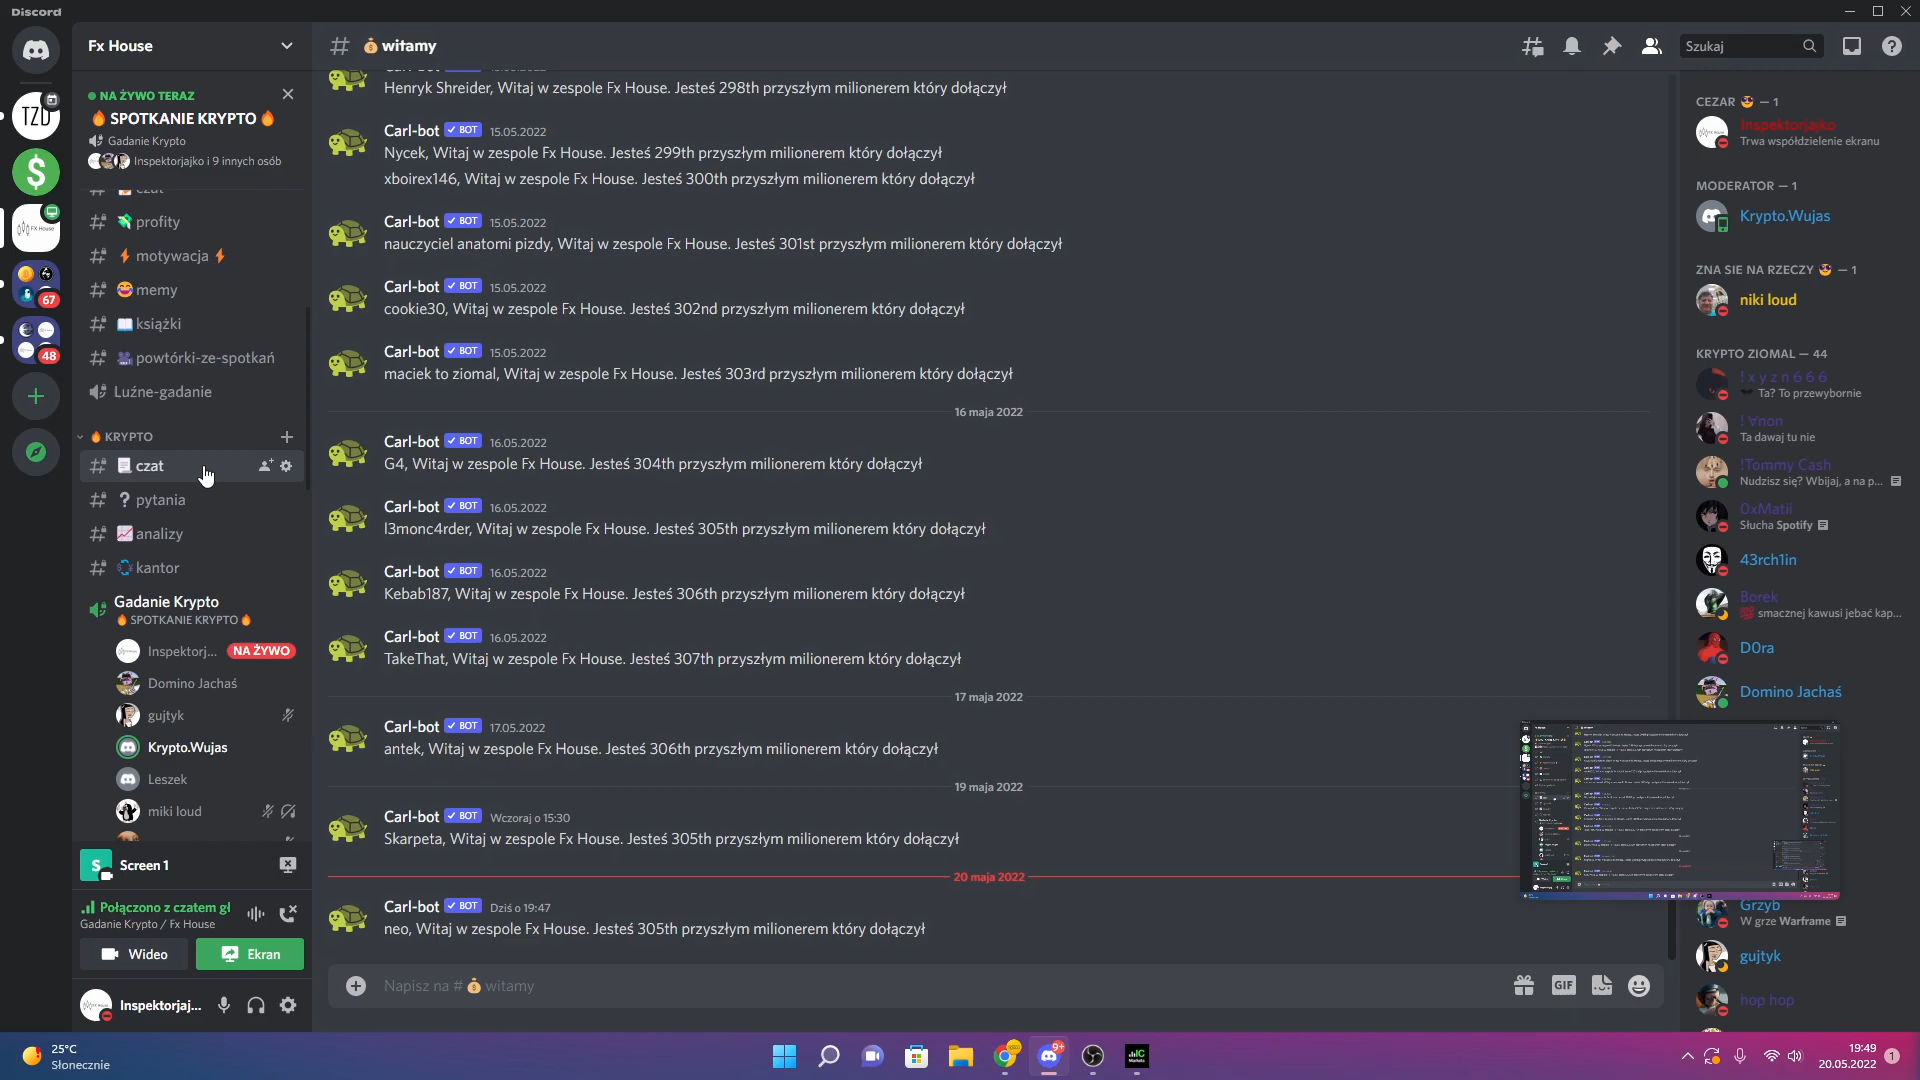 Discord
Fx House
# 💰witamy
Szukaj
NA ŻYWO TERAZ
🔥 SPOTKANIE KRYPTO 🔥
Gadanie Krypto
Inspektorjajko i 9 innych osób
czat
profity
motywacja
memy
książki
powtórki-ze-spotkań
Luźne-gadanie
KRYPTO
czat
? pytania
analizy
kantor
Gadanie Krypto
🔥SPOTKANIE KRYPTO🔥
Inspektorj... NA ŻYWO
Domino Jachaś
gujtyk
Krypto.Wujas
Leszek
miki loud
S Screen 1
Połączono z czatem gł
Gadanie Krypto / Fx House
Wideo Ekran
Inspektorjaj...
TZD
$
FX House
67
48
Henryk Shreider, Witaj w zespole Fx House. Jesteś 298th przyszłym milionerem który dołączył
Carl-bot ✓ BOT 15.05.2022
Nycek, Witaj w zespole Fx House. Jesteś 299th przyszłym milionerem który dołączył
xboirex146, Witaj w zespole Fx House. Jesteś 300th przyszłym milionerem który dołączył
Carl-bot ✓ BOT 15.05.2022
nauczyciel anatomi pizdy, Witaj w zespole Fx House. Jesteś 301st przyszłym milionerem który dołączył
Carl-bot ✓ BOT 15.05.2022
cookie30, Witaj w zespole Fx House. Jesteś 302nd przyszłym milionerem który dołączył
Carl-bot ✓ BOT 15.05.2022
maciek to ziomal, Witaj w zespole Fx House. Jesteś 303rd przyszłym milionerem który dołączył
16 maja 2022
Carl-bot ✓ BOT 16.05.2022
G4, Witaj w zespole Fx House. Jesteś 304th przyszłym milionerem który dołączył
Carl-bot ✓ BOT 16.05.2022
l3monc4rder, Witaj w zespole Fx House. Jesteś 305th przyszłym milionerem który dołączył
Carl-bot ✓ BOT 16.05.2022
Kebab187, Witaj w zespole Fx House. Jesteś 306th przyszłym milionerem który dołączył
Carl-bot ✓ BOT 16.05.2022
TakeThat, Witaj w zespole Fx House. Jesteś 307th przyszłym milionerem który dołączył
17 maja 2022
Carl-bot ✓ BOT 17.05.2022
antek, Witaj w zespole Fx House. Jesteś 306th przyszłym milionerem który dołączył
19 maja 2022
Carl-bot ✓ BOT Wczoraj o 15:30
Skarpeta, Witaj w zespole Fx House. Jesteś 305th przyszłym milionerem który dołączył
20 maja 2022
Carl-bot ✓ BOT Dziś o 19:47
neo, Witaj w zespole Fx House. Jesteś 305th przyszłym milionerem który dołączył
Napisz na #💰witamy
GIF
CEZAR 😎 — 1
Inspektorjajko
Trwa współdzielenie ekranu
MODERATOR — 1
Krypto.Wujas
ZNA SIE NA RZECZY 😎 — 1
niki loud
KRYPTO ZIOMAL — 44
! x y z n 6 6 6
Ta? To przewybornie
! ∀non
Ta dawaj tu nie
!Tommy Cash
Nudzisz się? Wbijaj, a na p...
0xMatii
Słucha Spotify
43rch1in
Borek
💯 smacznej kawusi jebać kap...
D0ra
Domino Jachaś
Grzyb
W grze Warframe
gujtyk
hop hop
25°C
Słonecznie
9+
IC
Markets
19:49
20.05.2022
1